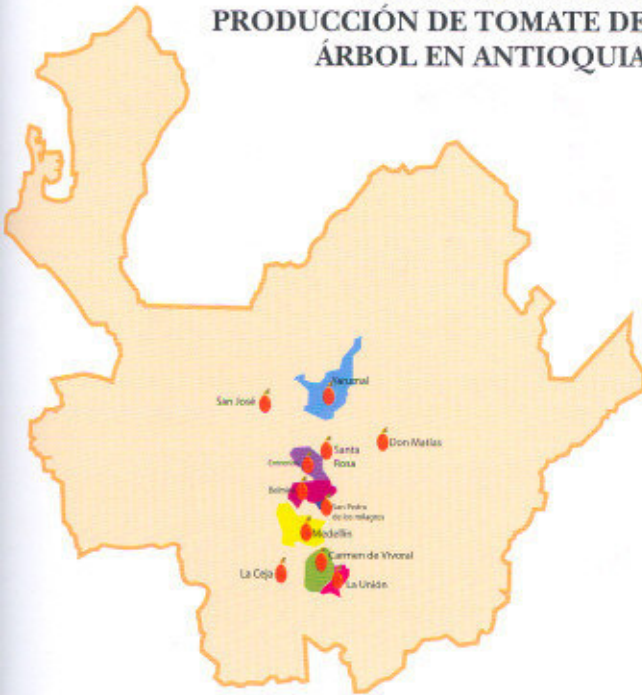 PRODUCCIÓN DE TOMATE DE
ÁRBOL EN ANTIOQUIA
Yarumal
San José
Santa
Rosa
Don Matías
Entrerríos
Belmira
San Pedro
de los milagros
Medellín
Carmen de Vivoral
La Ceja
La Unión